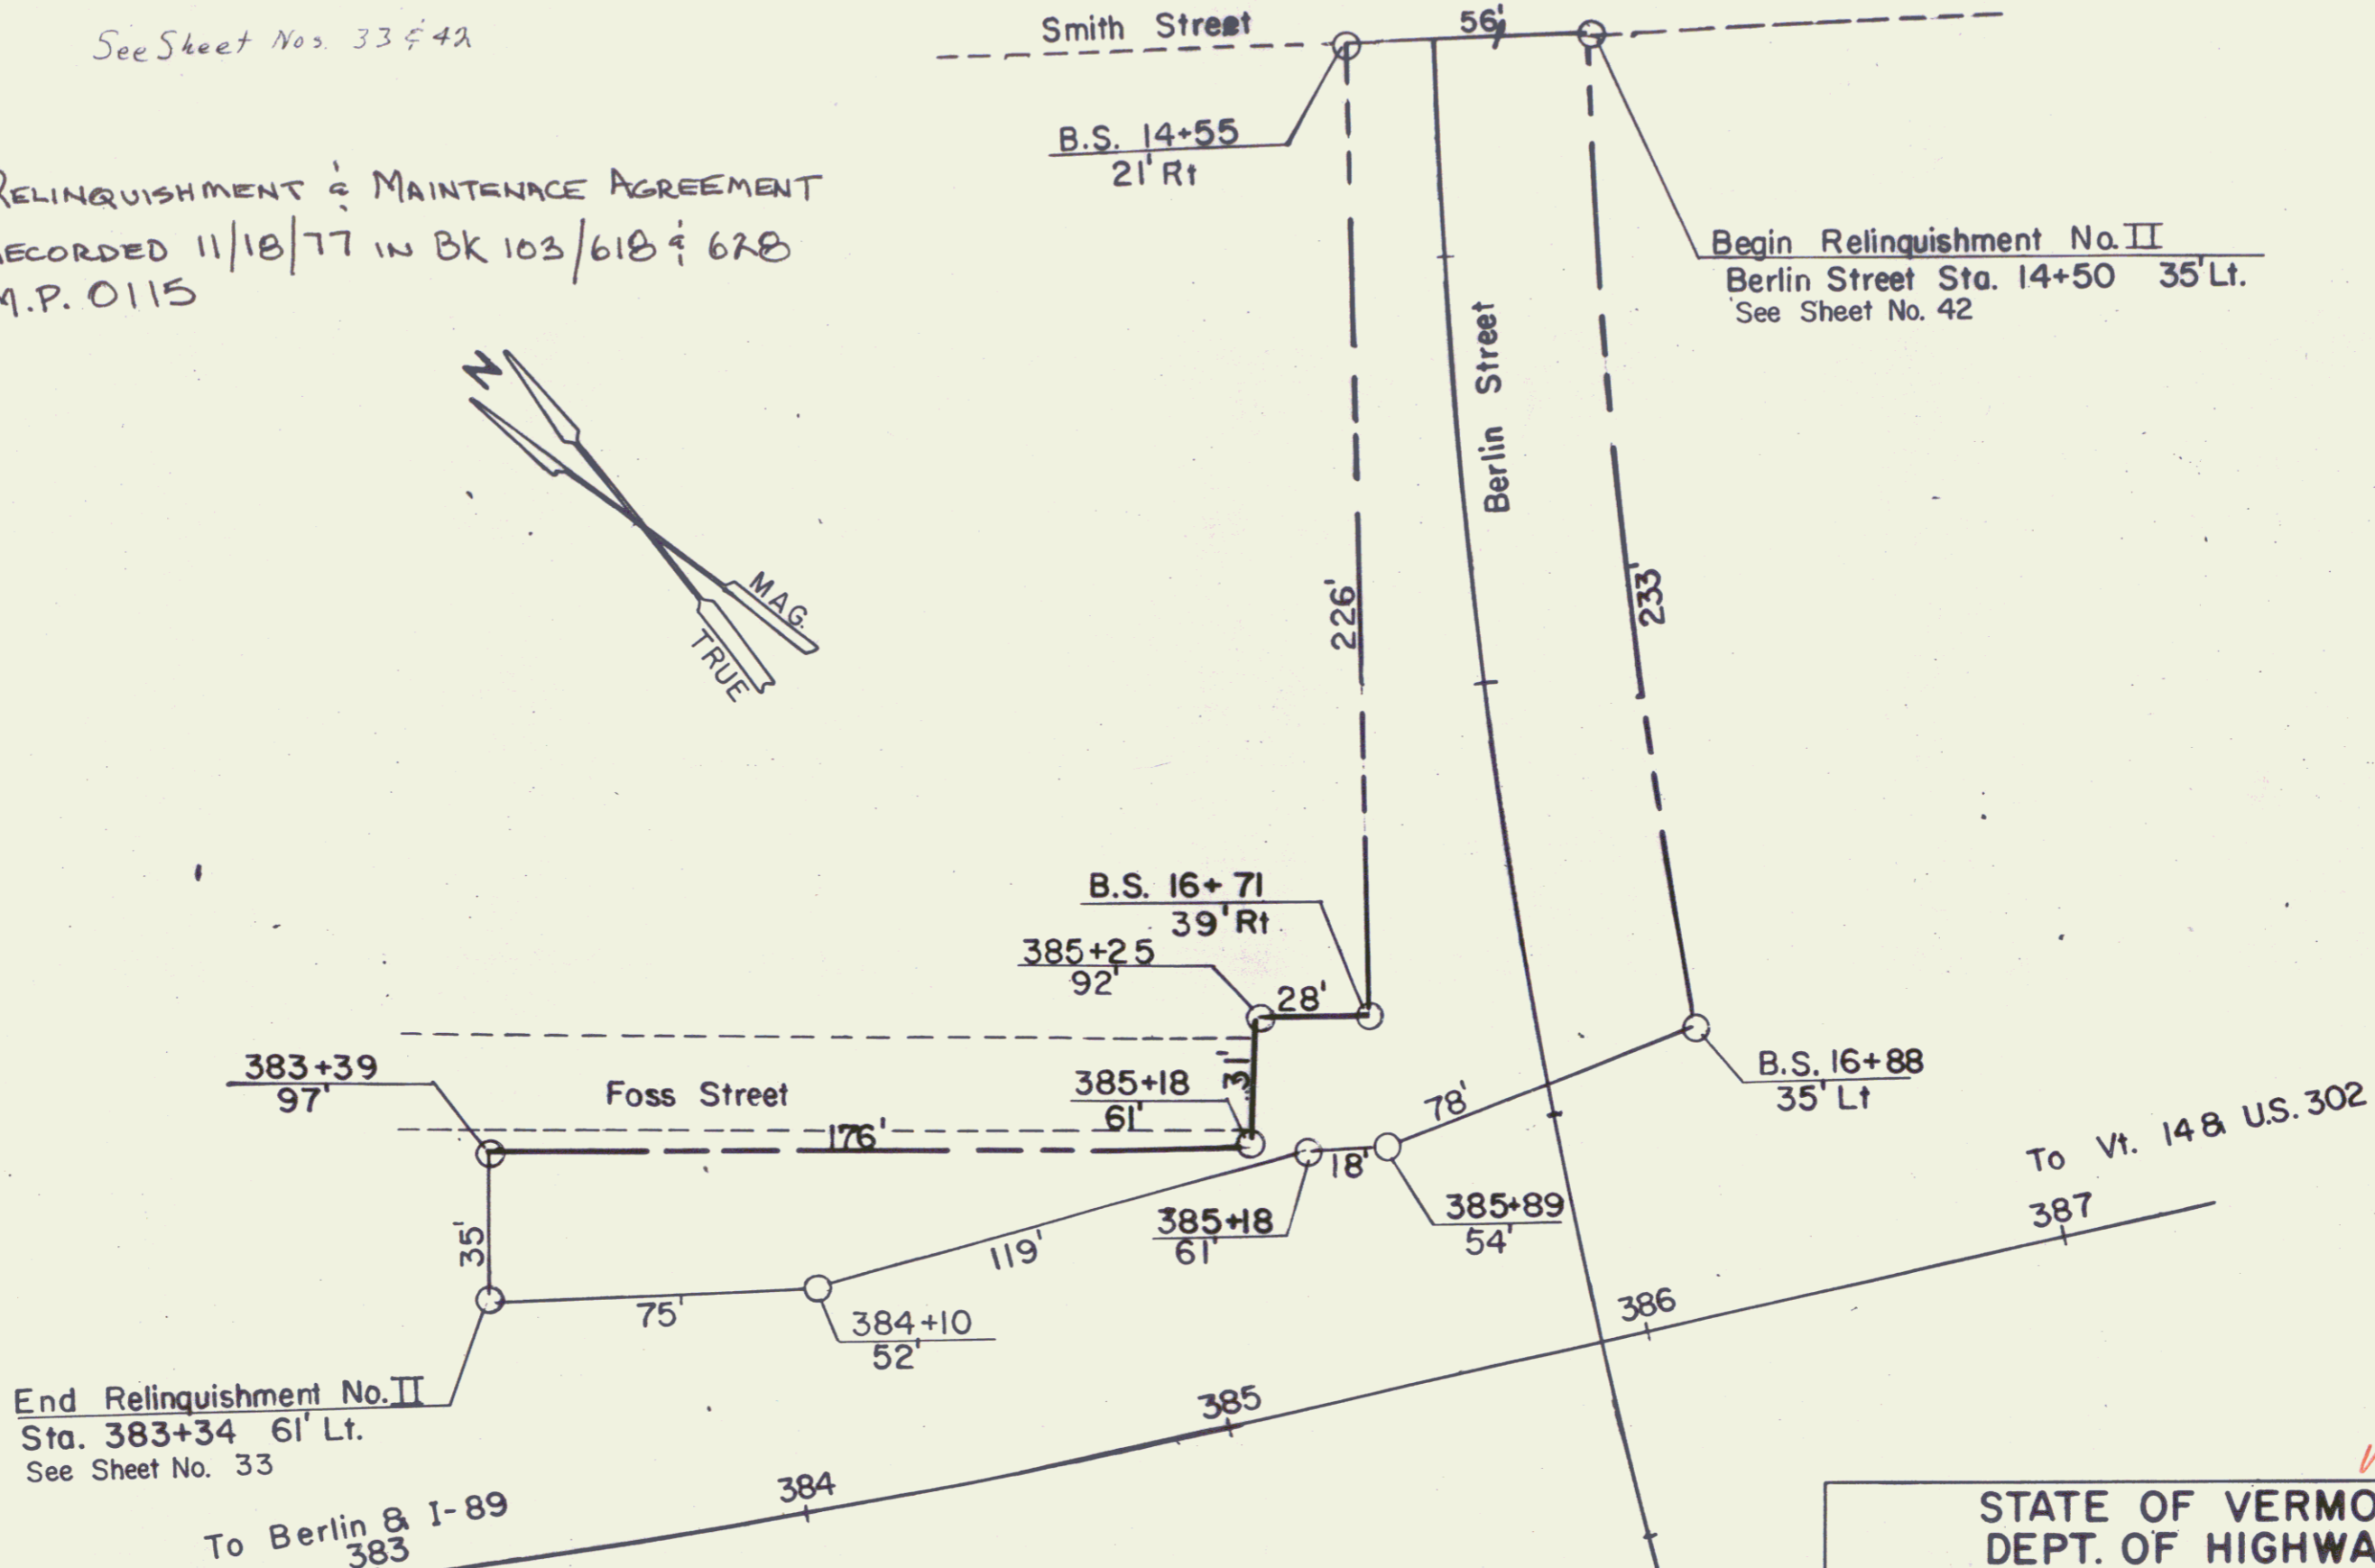 See Sheet Nos. 33 & 42
Smith Street
56'
B.S. 14+55
21' Rt
RELINQUISHMENT & MAINTENACE AGREEMENT
RECORDED 11/18/77 IN BK 103/618 & 628
M.P. 0115
Begin Relinquishment No. II
Berlin Street Sta. 14+50 35' Lt.
See Sheet No. 42
N
MAG.
TRUE
Berlin Street
226'
233'
B.S. 16+71
39' Rt.
385+25
92'
28'
31'
383+39
97'
Foss Street
385+18
61'
176'
78'
B.S. 16+88
35' Lt
18'
To Vt. 14 & U.S. 302
385+18
61'
385+89
54'
119'
35'
75'
384+10
52'
387
386
385
384
383
End Relinquishment No. II
Sta. 383+34 61' Lt.
See Sheet No. 33
To Berlin & I-89
STATE OF VERMO
DEPT. OF HIGHWA